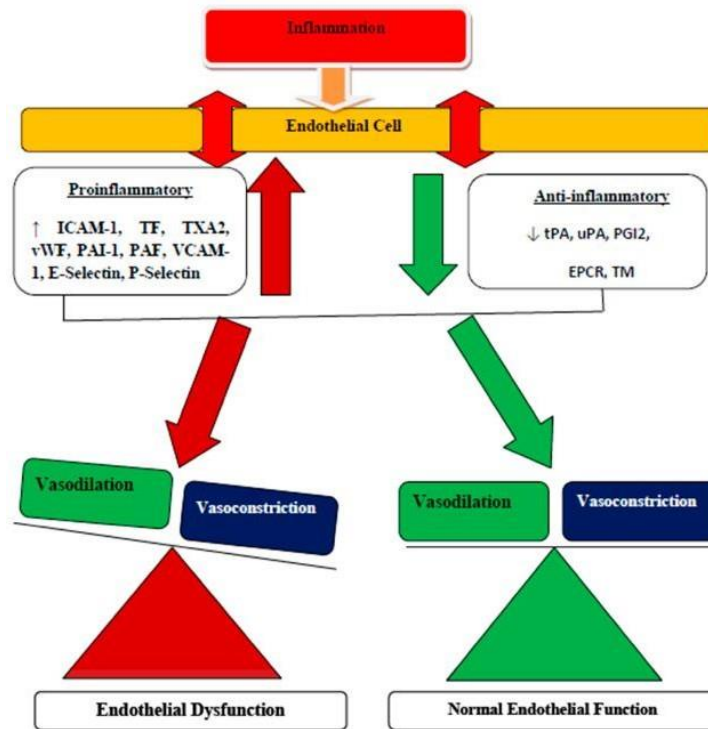 Inflammation
Endothelial Cell
Proinflammatory
↑ ICAM-1, TF, TXA2,
vWF, PAI-1, PAF, VCAM-
1, E-Selectin, P-Selectin
Anti-inflammatory
↓ tPA, uPA, PGI2,
EPCR, TM
Vasodilation
Vasoconstriction
Vasodilation
Vasoconstriction
Endothelial Dysfunction
Normal Endothelial Function